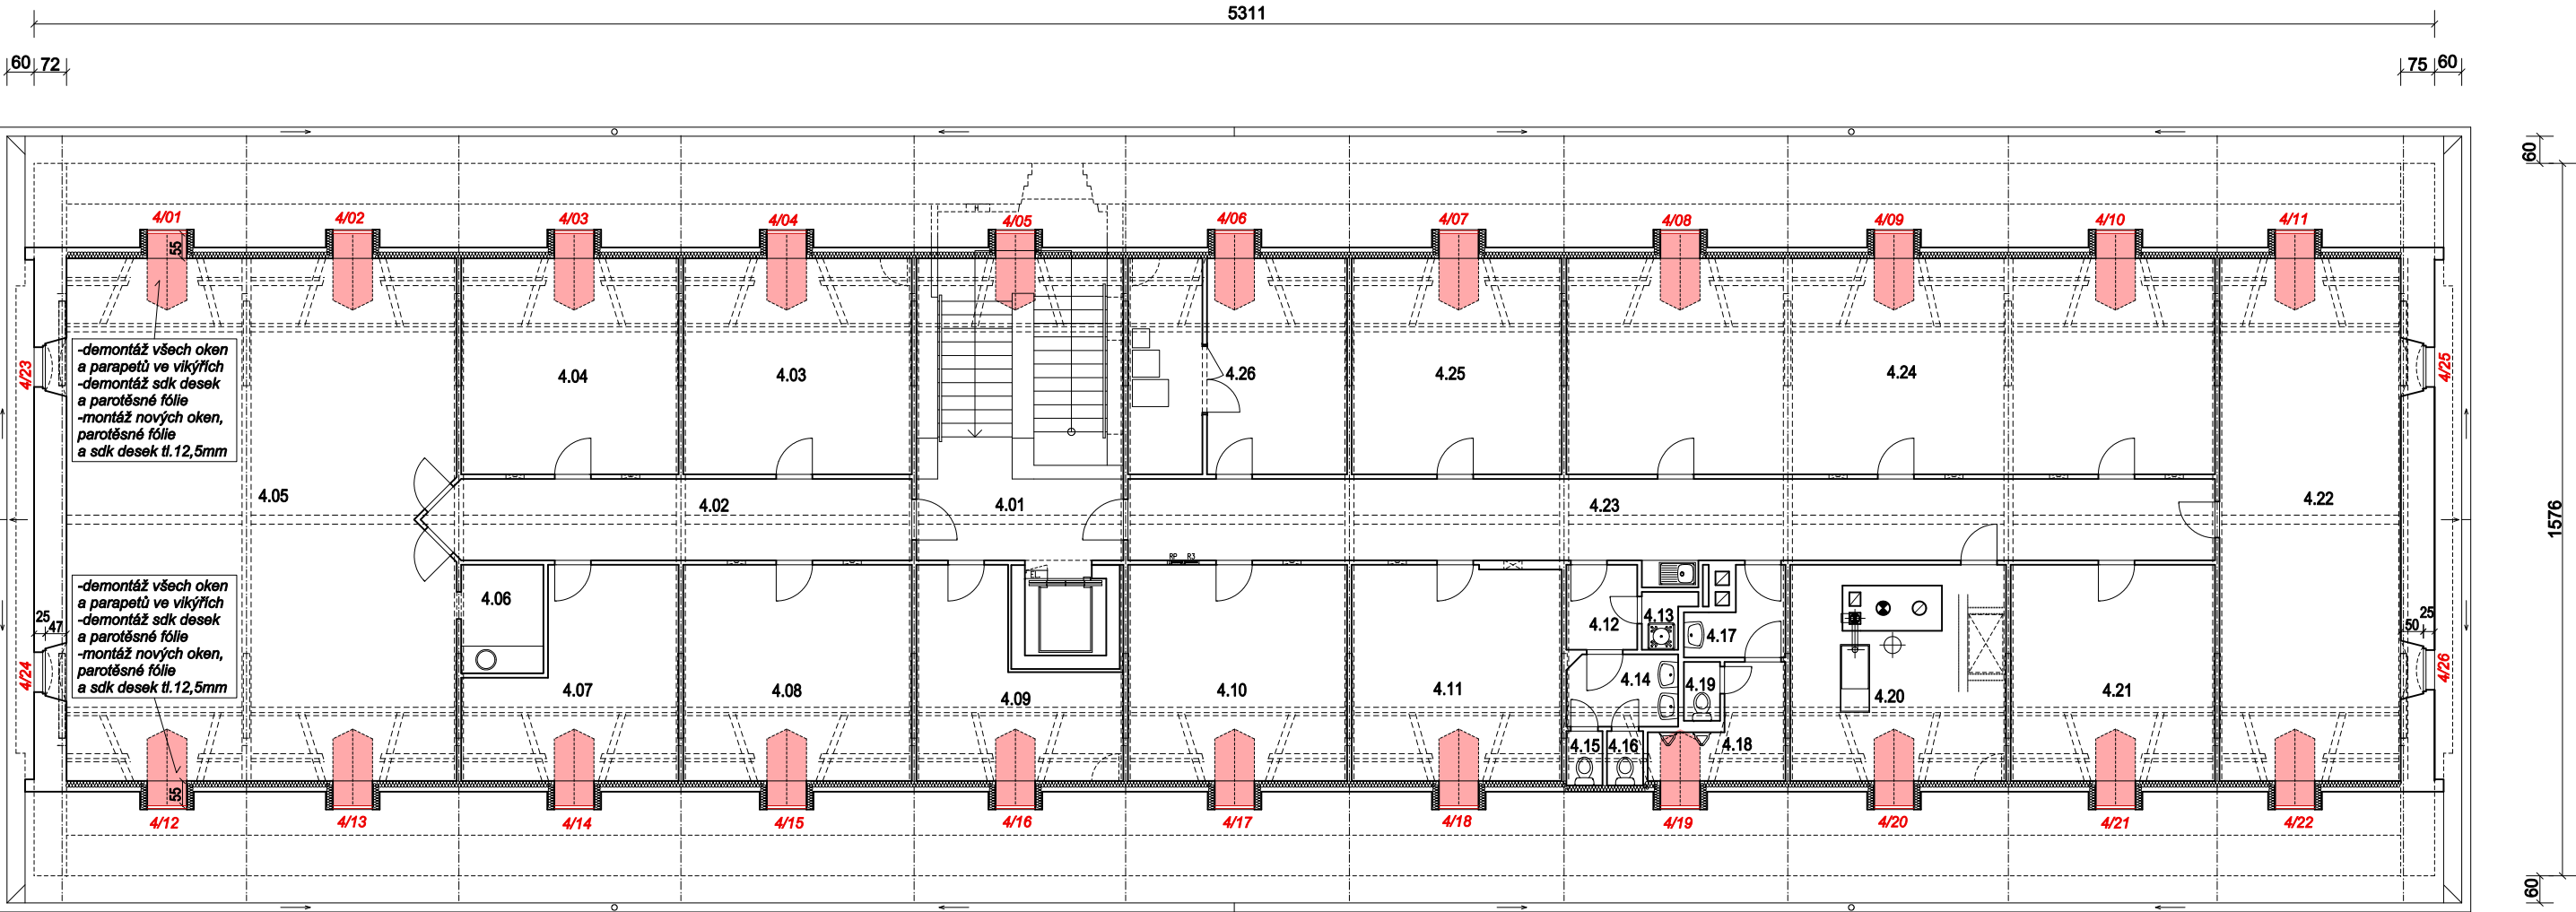 5311
60 72
75 60
60
4/01 4/02 4/03 4/04 4/05 4/06 4/07 4/08 4/09 4/10 4/11
55
4/23
-demontáž všech oken
a parapetů ve vikýřích
-demontáž sdk desek
a parotěsné fólie
-montáž nových oken,
parotěsné fólie
a sdk desek tl.12,5mm
4.04 4.03 4.26 4.25 4.24
4/25
4.05 4.02 4.01 4.23 4.22
1576
RP R3
-demontáž všech oken
a parapetů ve vikýřích
-demontáž sdk desek
a parotěsné fólie
-montáž nových oken,
parotěsné fólie
a sdk desek tl.12,5mm
25
47
4/24
4.06
4.12 4.13 4.17
25
50
4/26
4.07 4.08 4.09 4.10 4.11 4.14 4.19 4.20 4.21
4.15 4.16 4.18
55
4/12 4/13 4/14 4/15 4/16 4/17 4/18 4/19 4/20 4/21 4/22
60